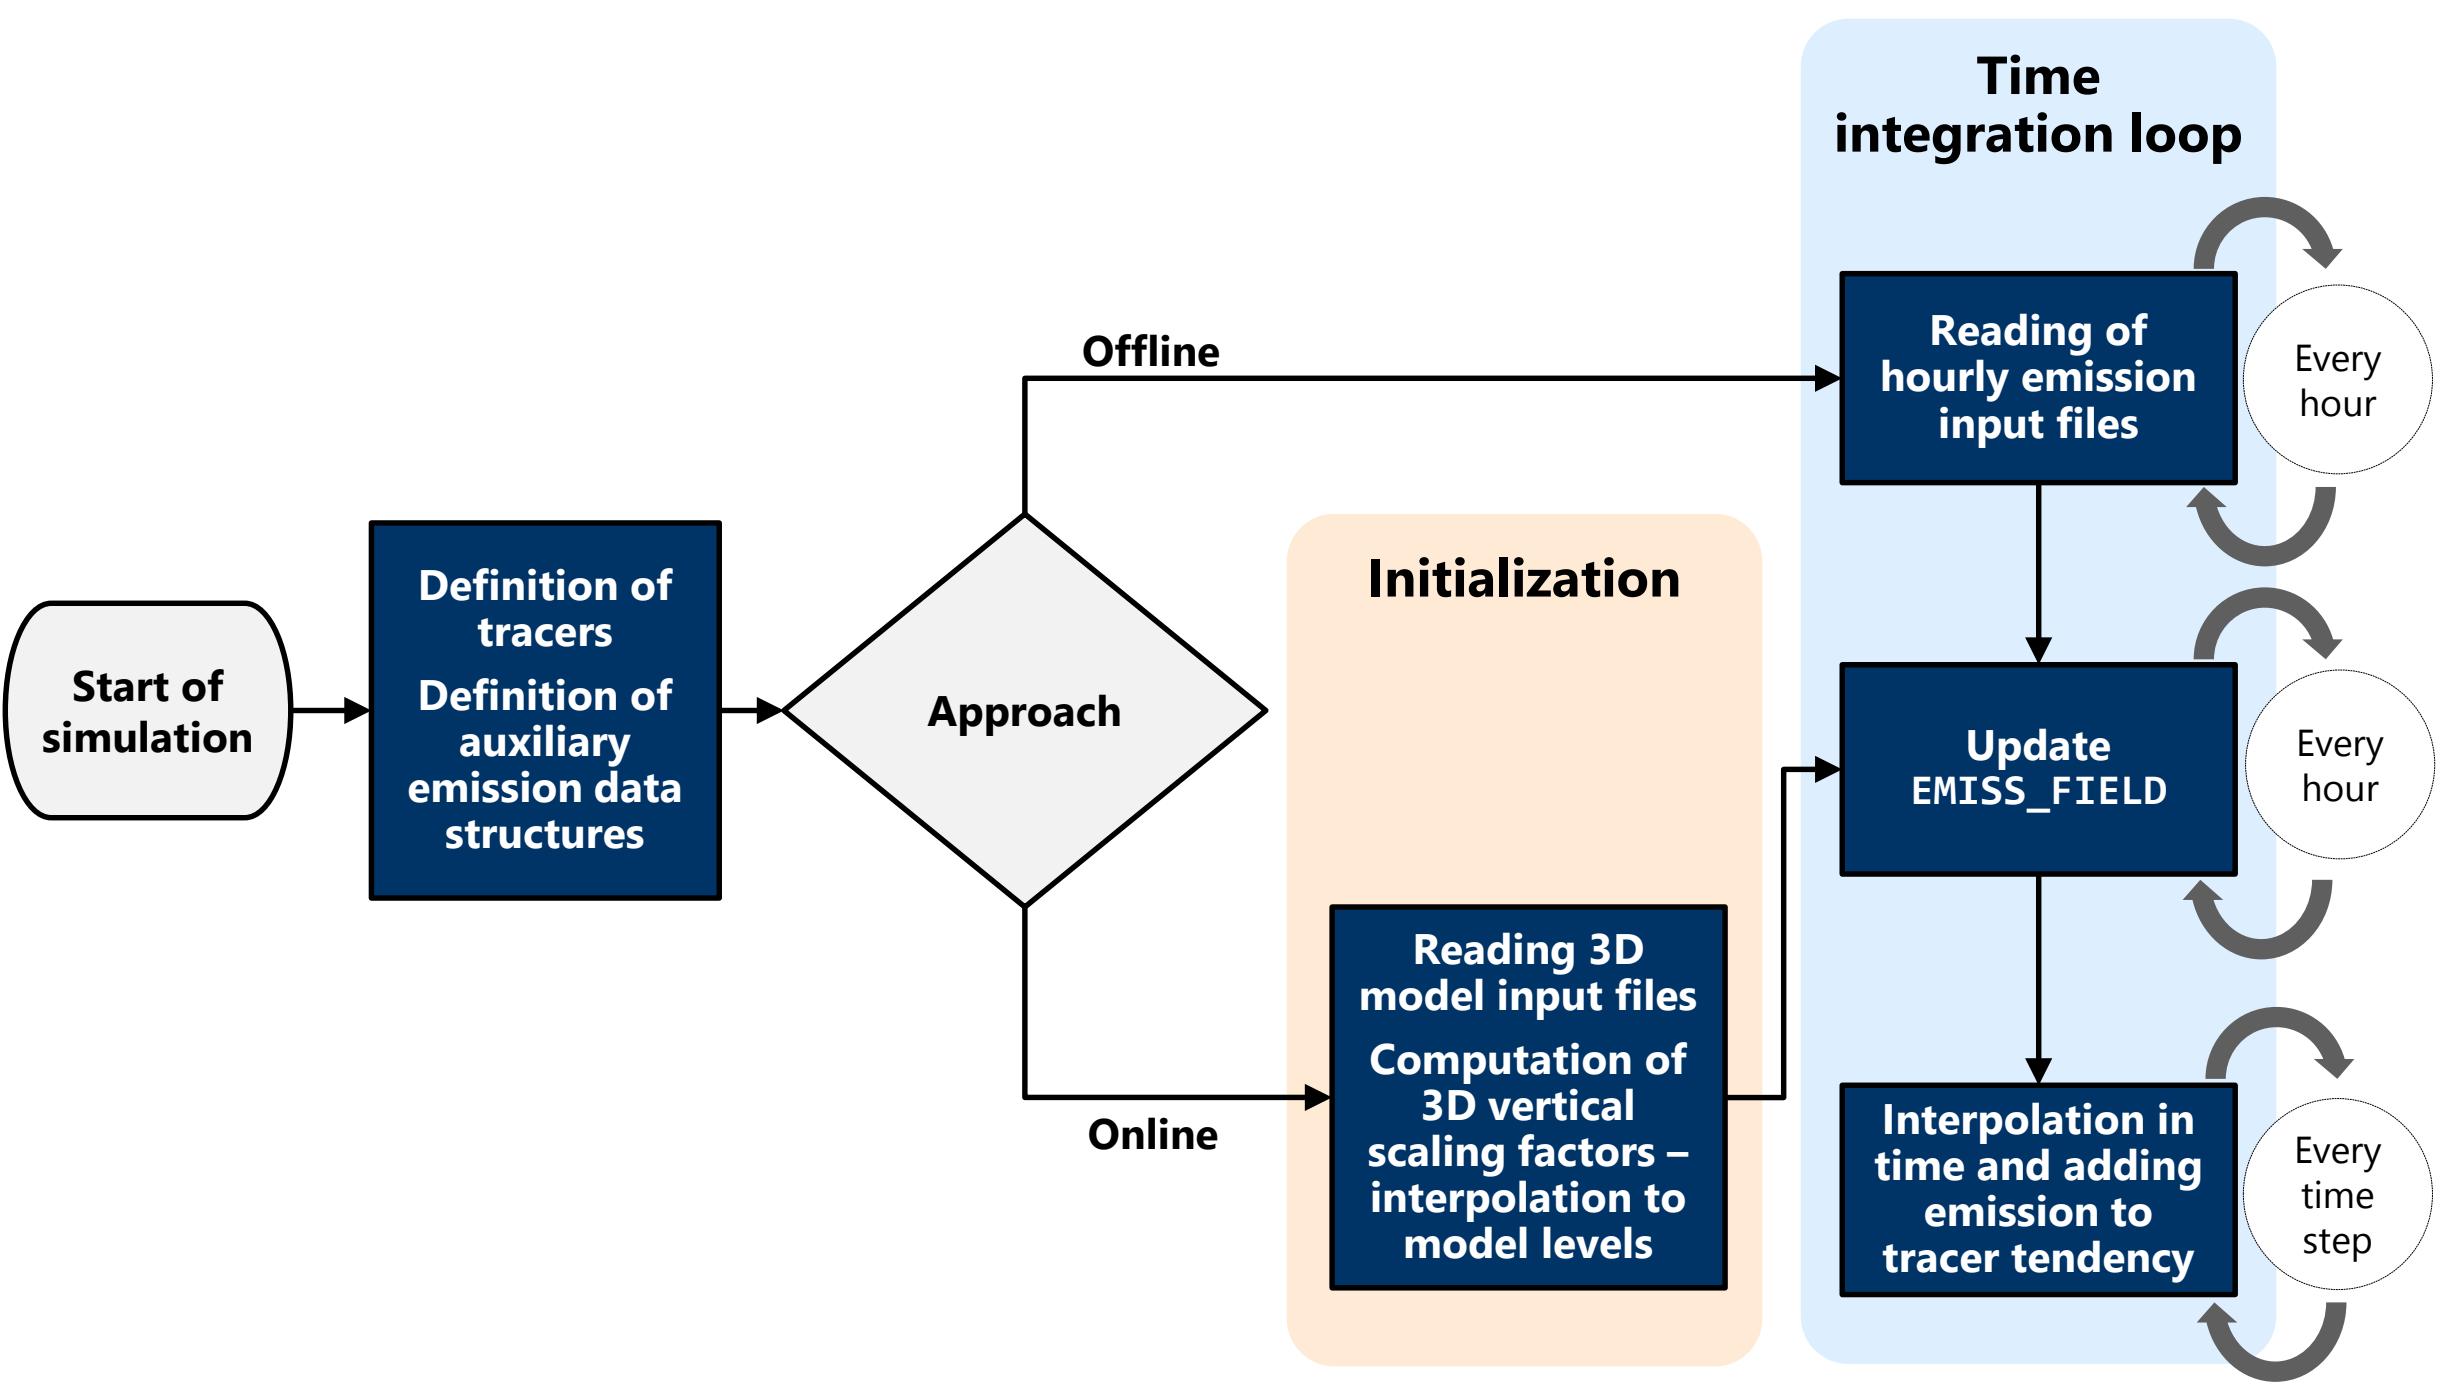 Time
integration loop
Offline
Reading of
hourly emission
input files
Every
hour
Start of
simulation
Definition of
tracers
Definition of
auxiliary
emission data
structures
Approach
Initialization
Update
EMISS_FIELD
Every
hour
Online
Reading 3D
model input files
Computation of
3D vertical
scaling factors –
interpolation to
model levels
Interpolation in
time and adding
emission to
tracer tendency
Every
time
step